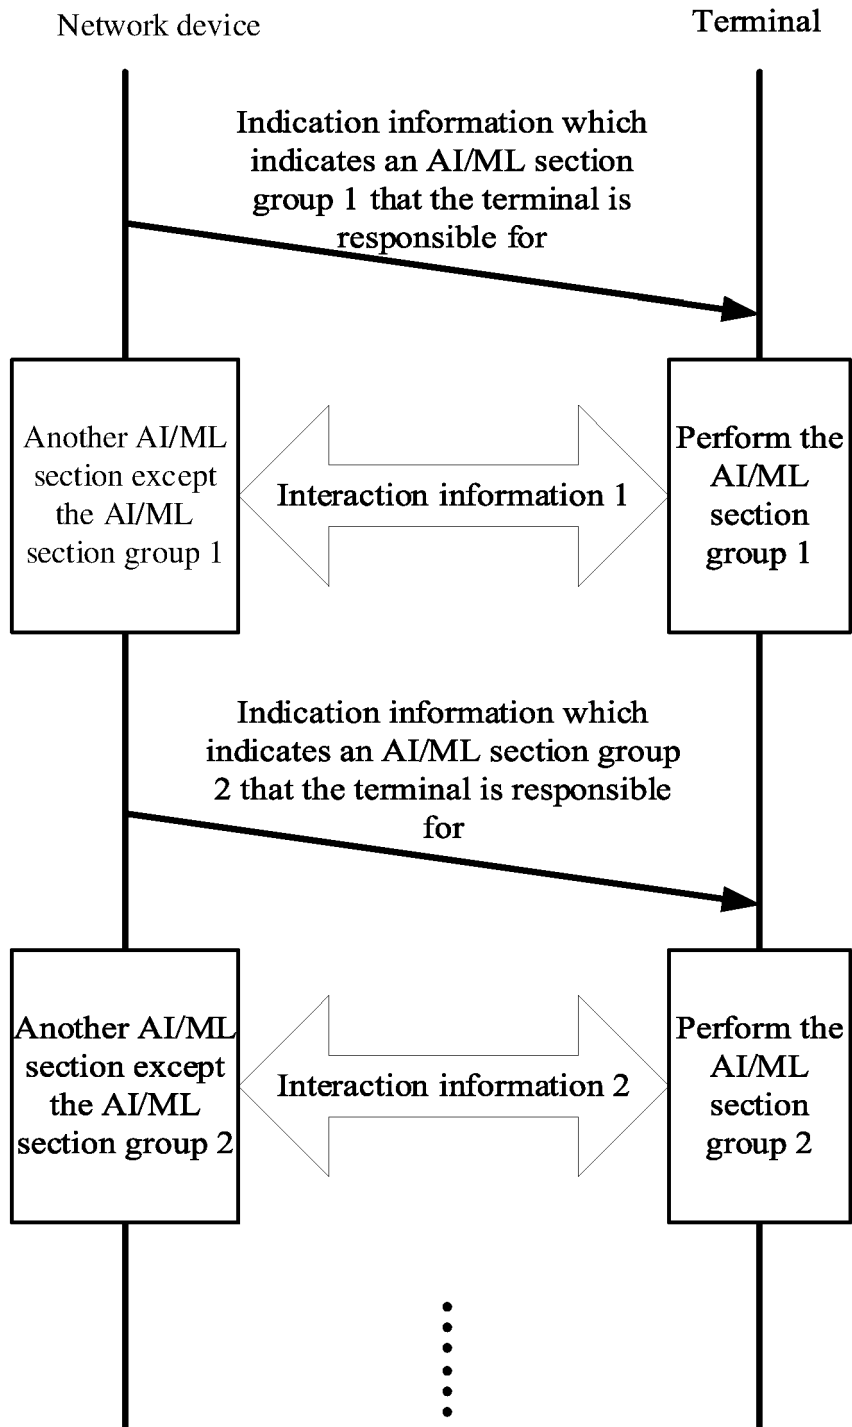 Network device
Terminal
Indication information which
indicates an AI/ML section
group 1 that the terminal is
responsible for
Another AI/ML
section except
the AI/ML
section group 1
Interaction information 1
Perform the
AI/ML
section
group 1
Indication information which
indicates an AI/ML section group
2 that the terminal is responsible
for
Another AI/ML
section except
the AI/ML
section group 2
Interaction information 2
Perform the
AI/ML
section
group 2